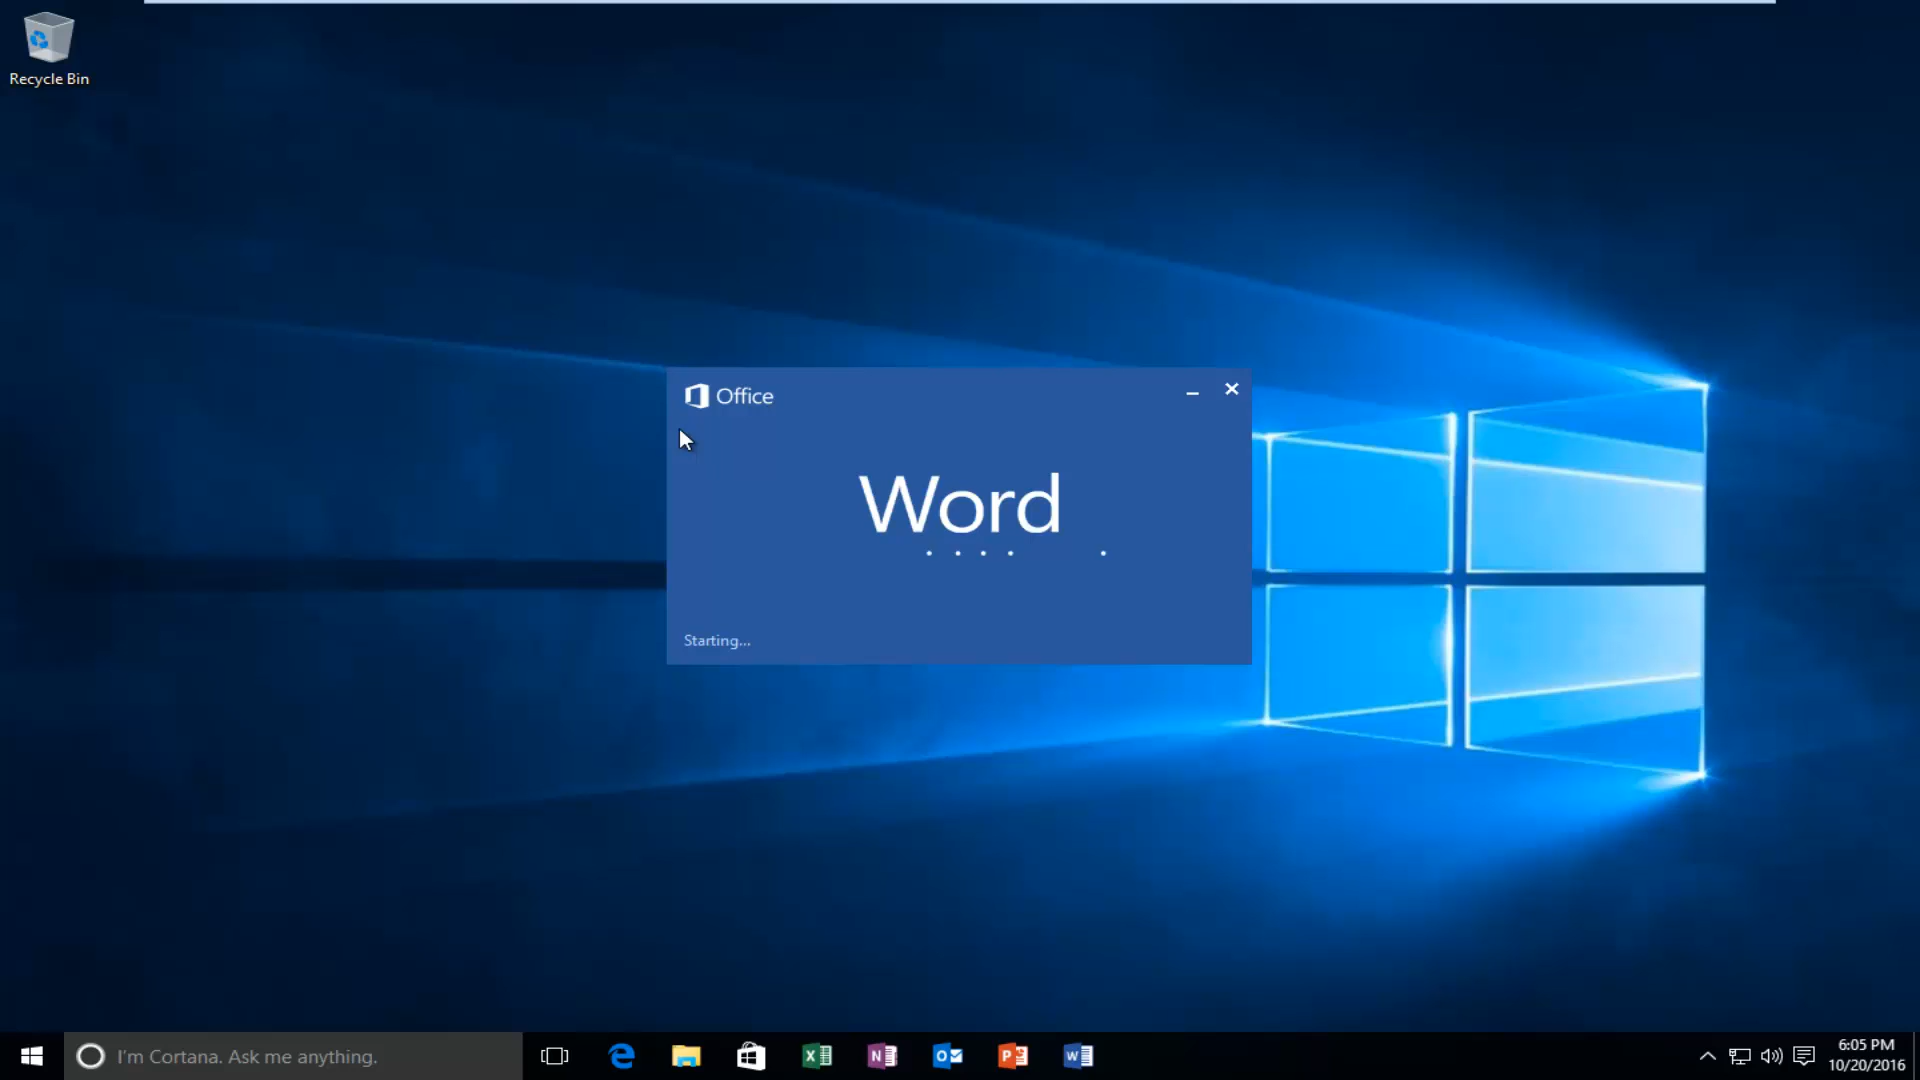 Recycle Bin
Office
Word
Starting...
I'm Cortana. Ask me anything.
6:05 PM
10/20/2016